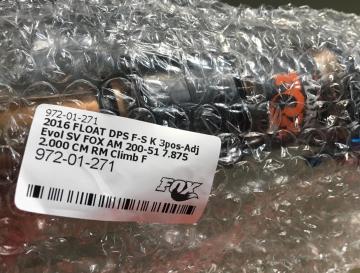 972-01-271
2016 FLOAT DPS F-S K 3pos-Adj
Evol SV FOX AM 200-51 7.875
2.000 CM RM Climb F
972-01-271
FOX